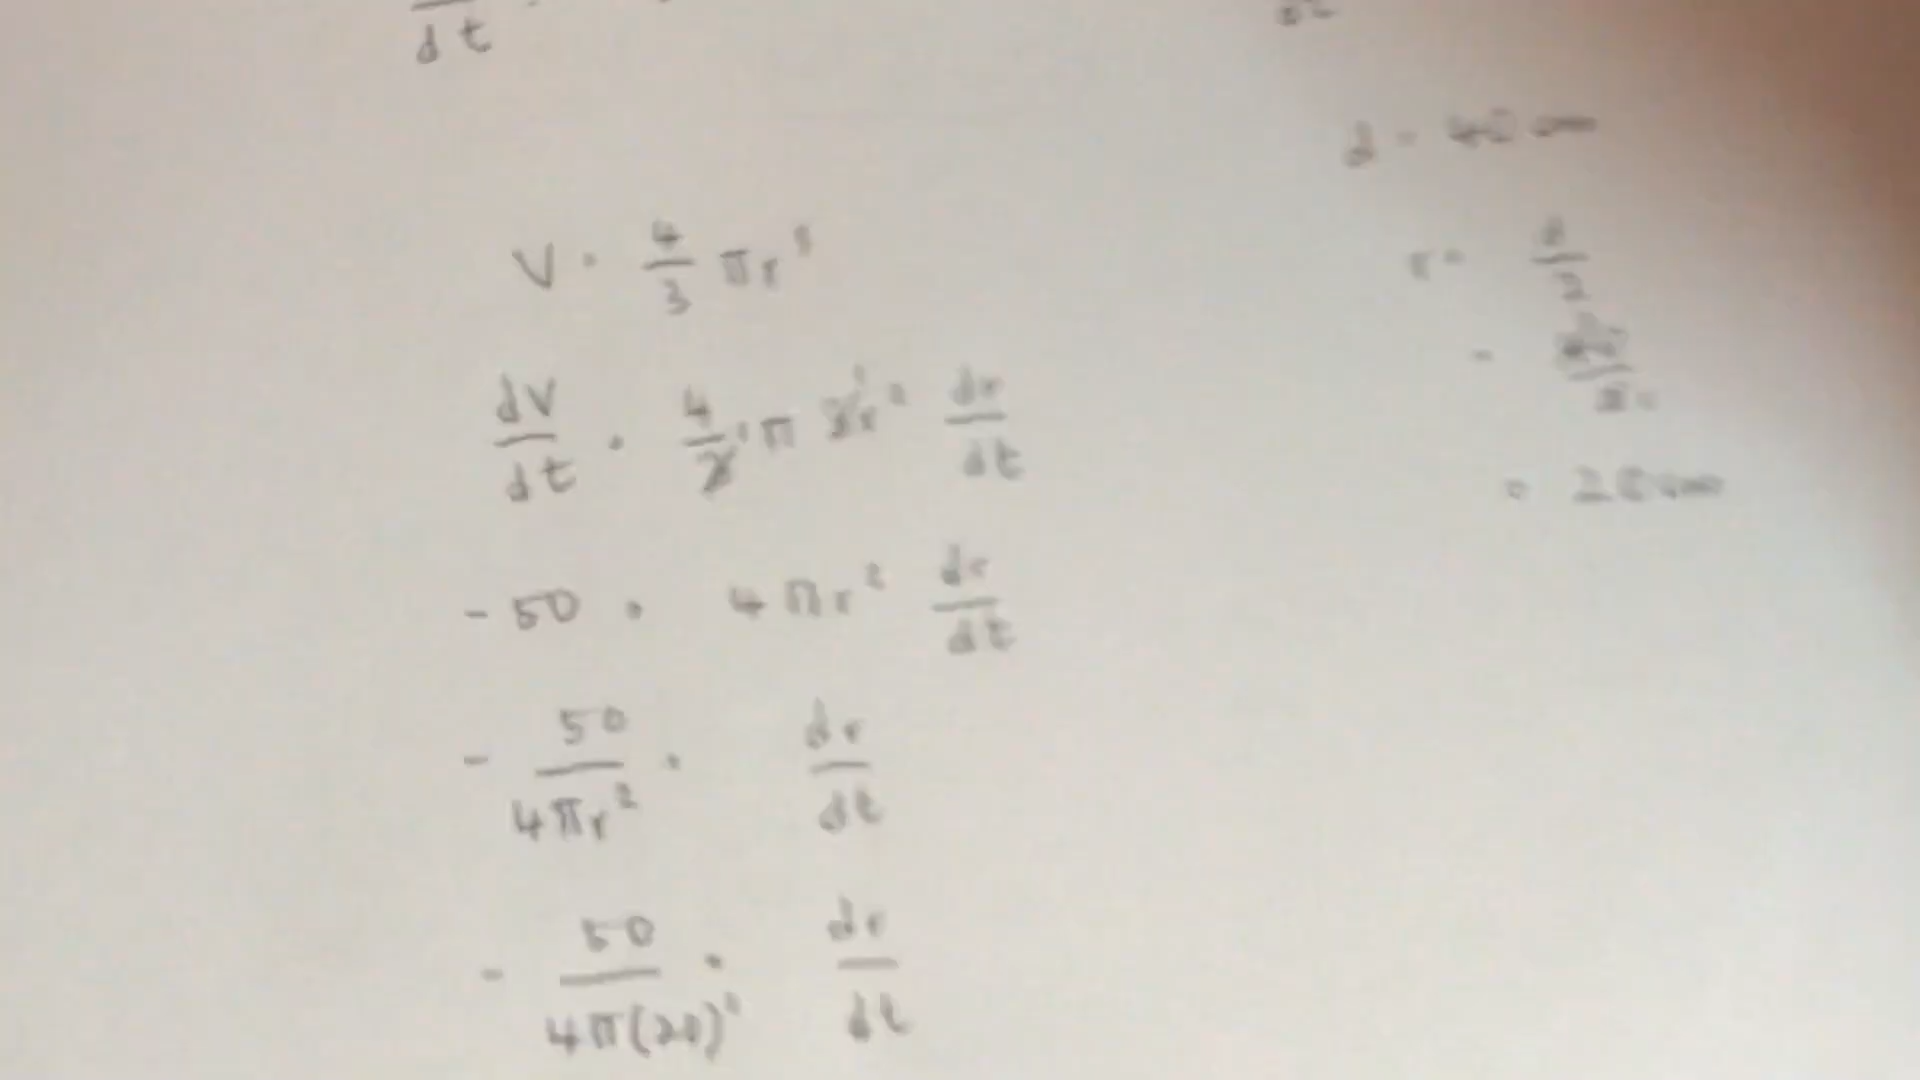 dt
d = 40 cm
V = 4/3 πr³
r = d/2
dV/dt = 4/3 π 3r² dr/dt
= 20 cm
-50 = 4πr² dr/dt
- 50/4πr² = dr/dt
- 50/4π(20)² = dr/dt